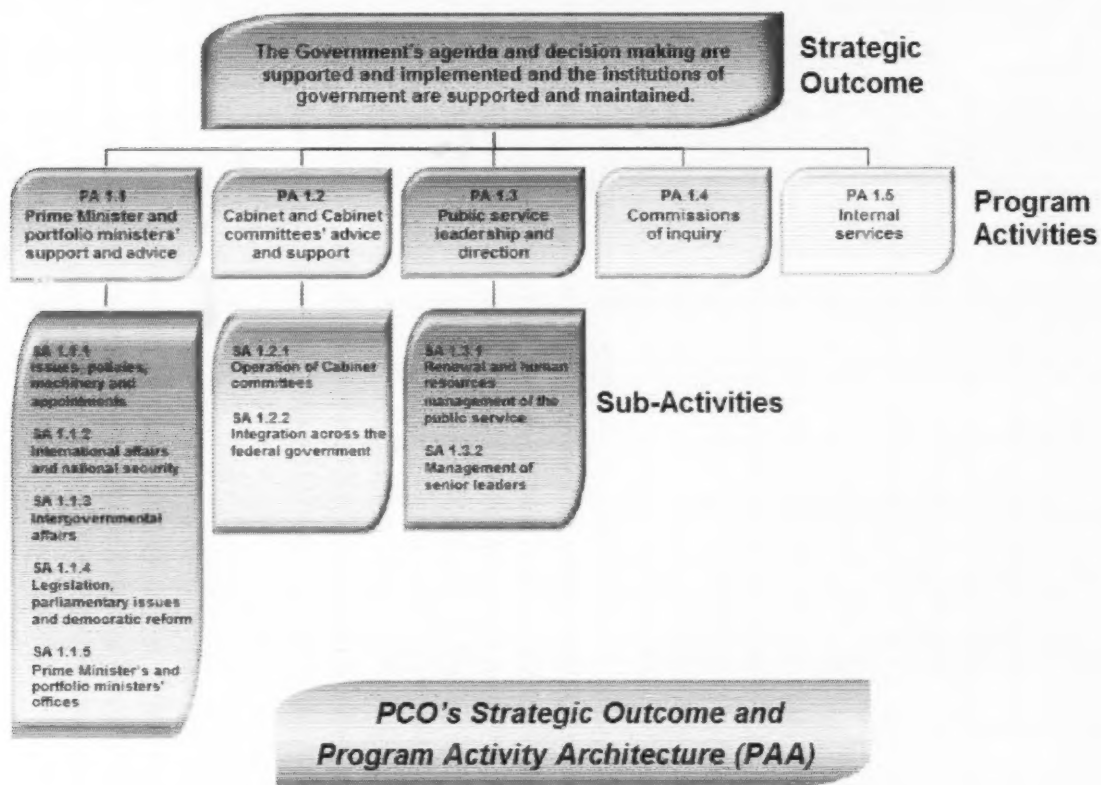 The Government's agenda and decision making are
supported and implemented and the institutions of
government are supported and maintained.
Strategic
Outcome
PA 1.1
Prime Minister and
portfolio ministers'
support and advice
PA 1.2
Cabinet and Cabinet
committees' advice
and support
PA 1.3
Public service
leadership and
direction
PA 1.4
Commissions
of inquiry
PA 1.5
Internal
services
Program
Activities
SA 1.1.1
Issues, policies,
machinery and
appointments
SA 1.1.2
International affairs
and national security
SA 1.1.3
Intergovernmental
affairs
SA 1.1.4
Legislation,
parliamentary issues
and democratic reform
SA 1.1.5
Prime Minister's and
portfolio ministers'
offices
SA 1.2.1
Operation of Cabinet
committees
SA 1.2.2
Integration across the
federal government
SA 1.3.1
Renewal and human
resources
management of the
public service
SA 1.3.2
Management of
senior leaders
Sub-Activities
PCO's Strategic Outcome and
Program Activity Architecture (PAA)